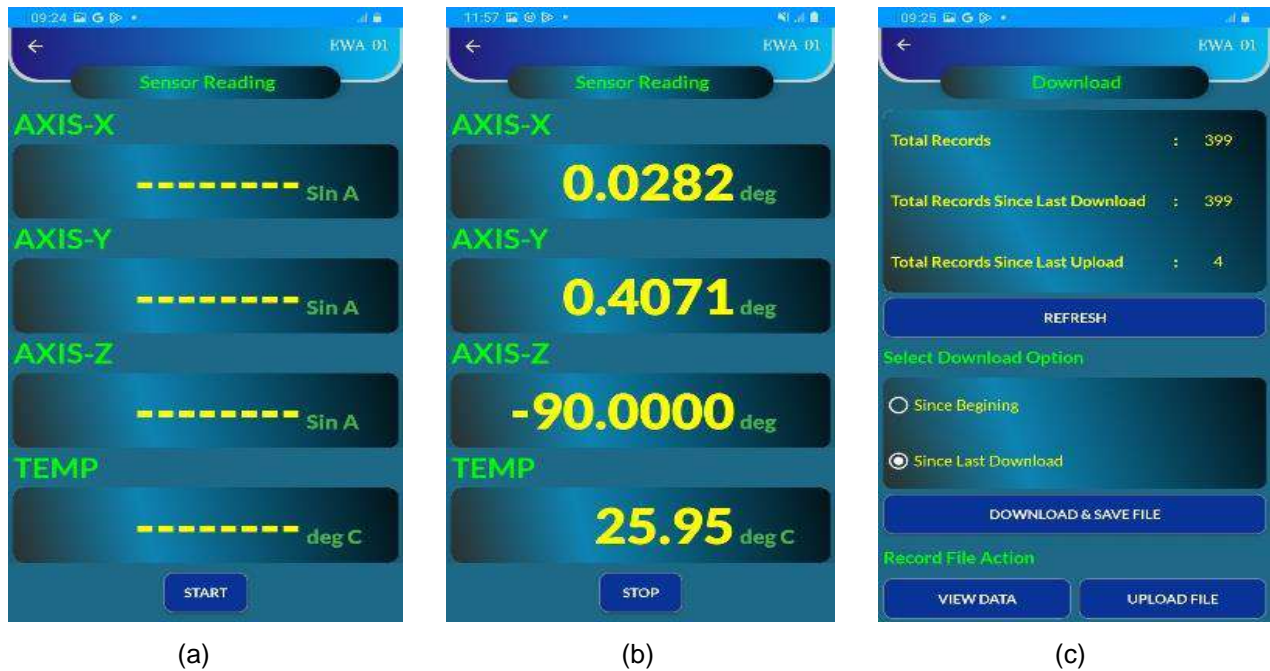 09:24
EWA 01
Sensor Reading
AXIS-X
-------- SIn A
AXIS-Y
-------- Sin A
AXIS-Z
-------- Sin A
TEMP
-------- deg C
START
(a)
11:57
EWA 01
Sensor Reading
AXIS-X
0.0282 deg
AXIS-Y
0.4071 deg
AXIS-Z
-90.0000 deg
TEMP
25.95 deg C
STOP
(b)
09:25
EWA 01
Download
Total Records : 399
Total Records Since Last Download : 399
Total Records Since Last Upload : 4
REFRESH
Select Download Option
Since Begining
Since Last Download
DOWNLOAD & SAVE FILE
Record File Action
VIEW DATA UPLOAD FILE
(c)